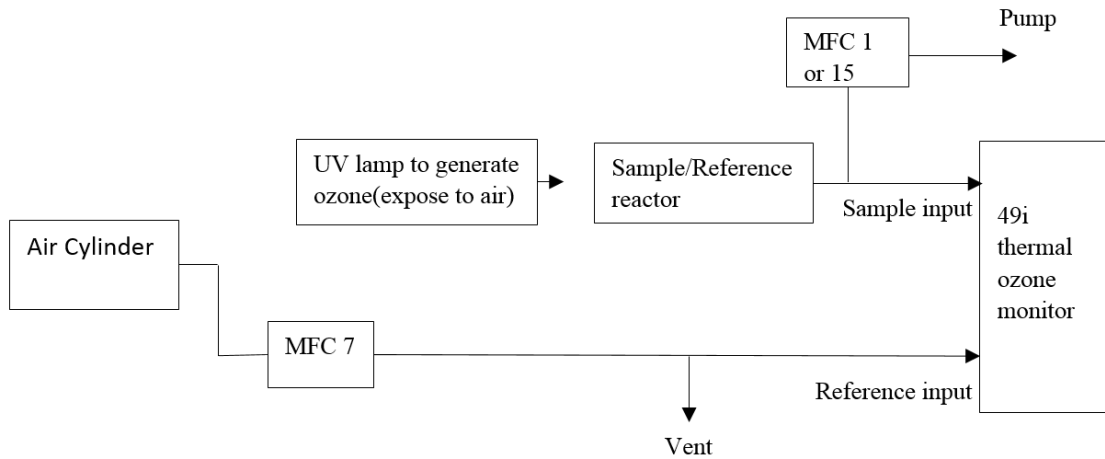 Pump
MFC 1
or 15
UV lamp to generate
ozone(expose to air)
Sample/Reference
reactor
Sample input
49i
thermal
ozone
monitor
Air Cylinder
MFC 7
Reference input
Vent